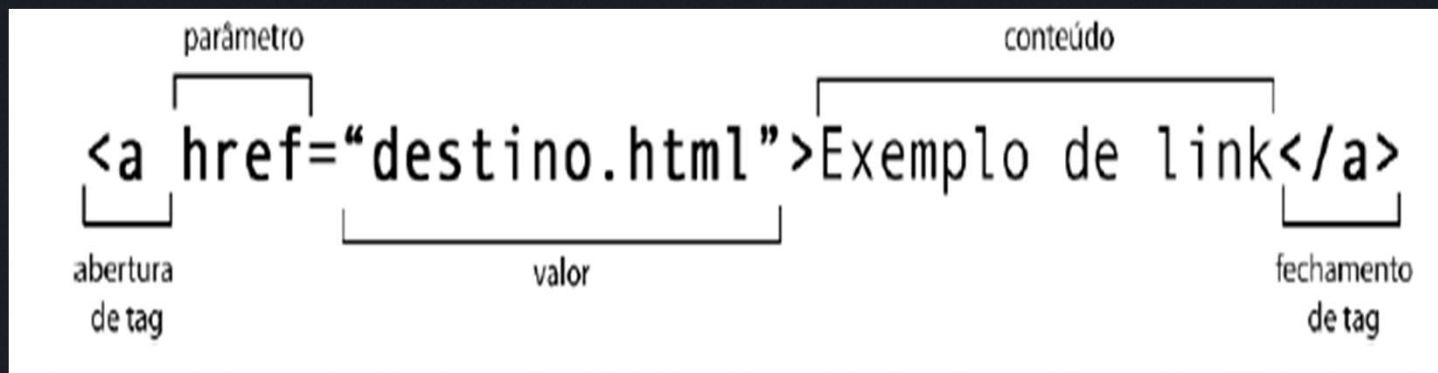 parâmetro
conteúdo
<a href=“destino.html”>Exemplo de link</a>
abertura
de tag
valor
fechamento
de tag